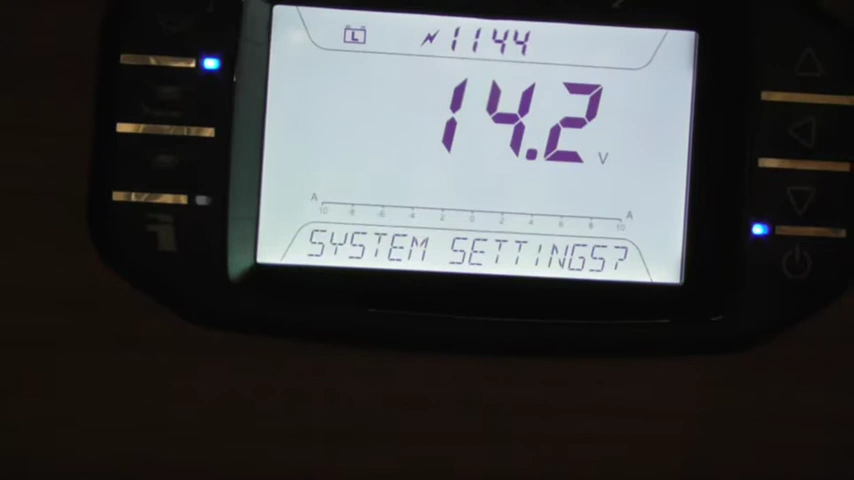 L 1144
14.2 V
A A
10 8 -6 -4 2 0 2 4 6 8 10
SYSTEM SETTINGS?